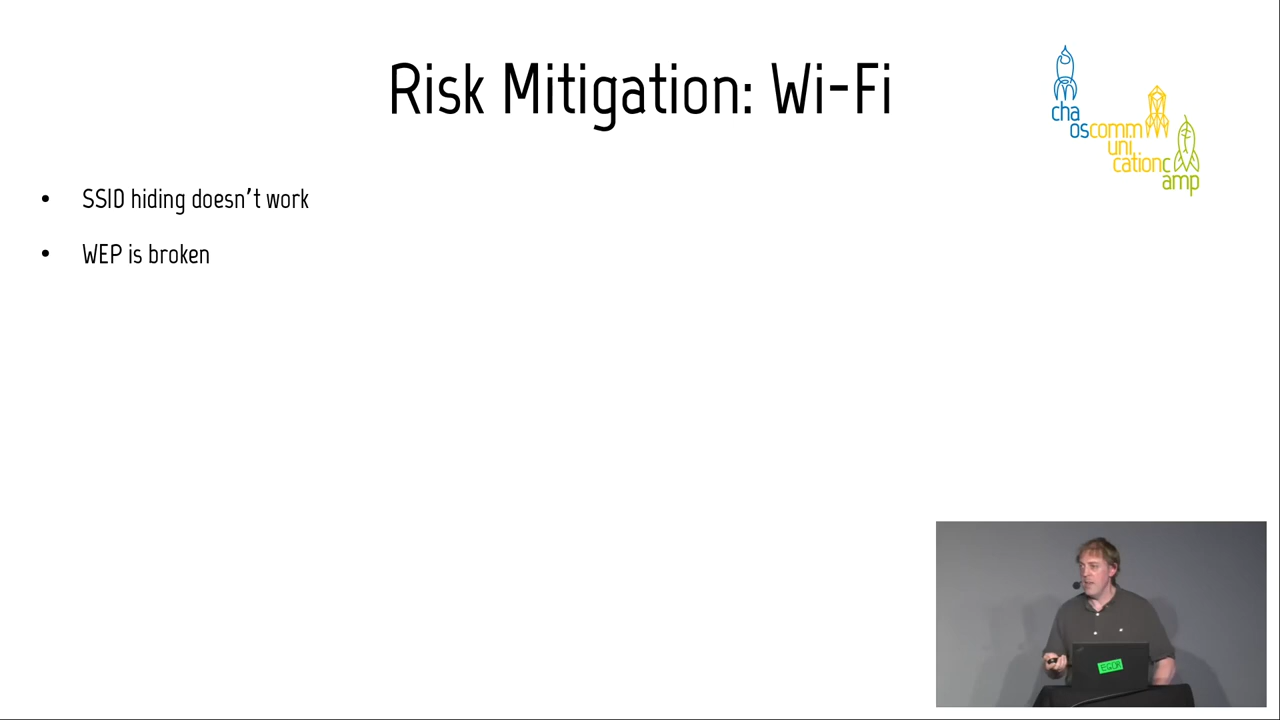 Risk Mitigation: Wi-Fi
cha
oscomm
uni
cationc
amp
• SSID hiding doesn't work
• WEP is broken